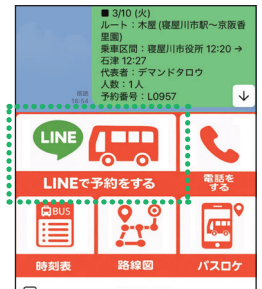 ■ 3/10 (火)
ルート：木屋 (寝屋川市駅～京阪香
里園)
乗車区間：寝屋川市役所 12:20 →
石津 12:27
代表者：デマンドタロウ
人数：1人
予約番号：L0957
既読
10:54
LINE
LINEで予約をする
電話を
する
BUS
時刻表
路線図
バスロケ